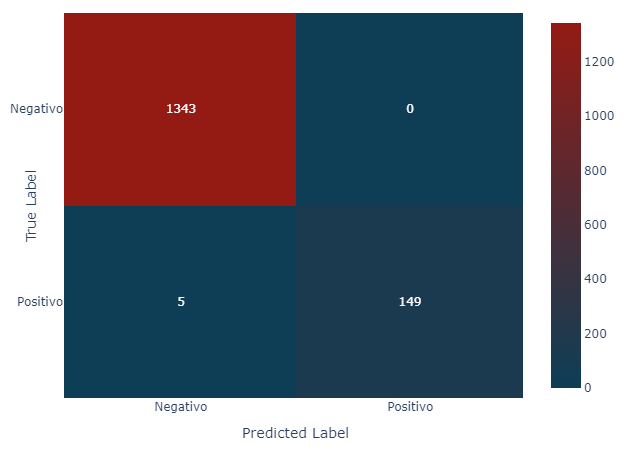 True Label
Negativo
1343 0
Positivo
5 149
Negativo Positivo
Predicted Label
1200
1000
800
600
400
200
0